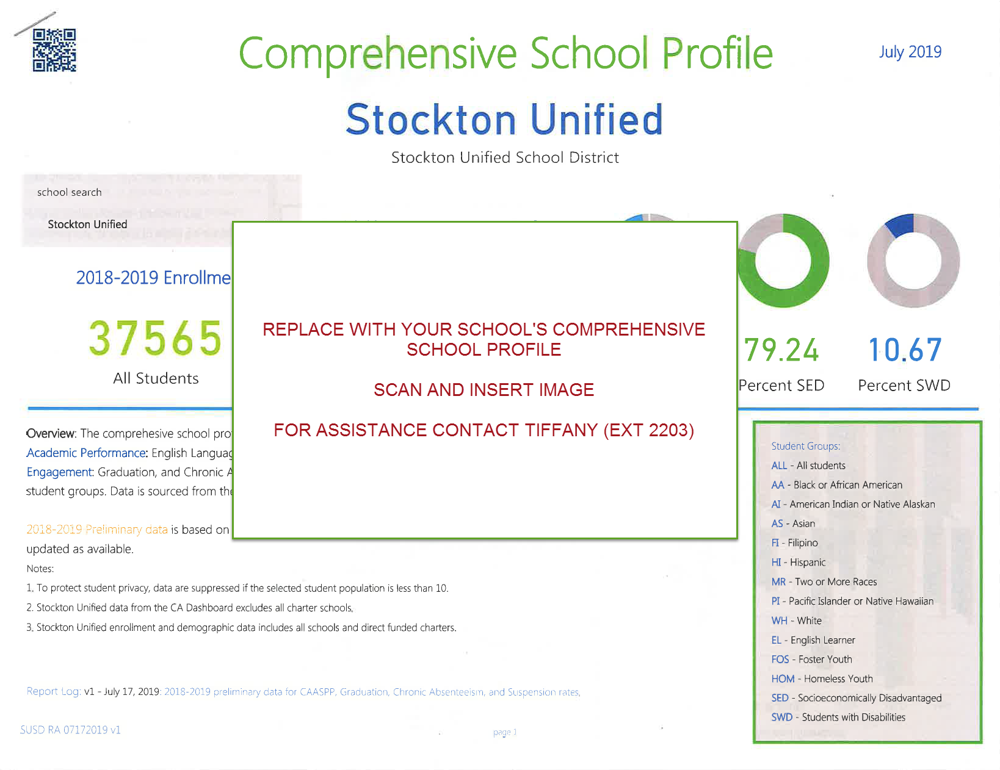 Comprehensive School Profile
July 2019
Stockton Unified
Stockton Unified School District
school search
Stockton Unified
2018-2019 Enrollme
37565
All Students
REPLACE WITH YOUR SCHOOL'S COMPREHENSIVE
SCHOOL PROFILE
SCAN AND INSERT IMAGE
FOR ASSISTANCE CONTACT TIFFANY (EXT 2203)
79.24
Percent SED
10.67
Percent SWD
Overview: The comprehesive school pro
Academic Performance: English Languag
Engagement: Graduation, and Chronic A
student groups. Data is sourced from the
2018-2019 Preliminary data is based on
updated as available.
Notes:
1. To protect student privacy, data are suppressed if the selected student population is less than 10.
2. Stockton Unified data from the CA Dashboard excludes all charter schools.
3. Stockton Unified enrollment and demographic data includes all schools and direct funded charters.
Student Groups:
ALL - All students
AA - Black or African American
AI - American Indian or Native Alaskan
AS - Asian
FI - Filipino
HI - Hispanic
MR - Two or More Races
PI - Pacific Islander or Native Hawaiian
WH - White
EL - English Learner
FOS - Foster Youth
HOM - Homeless Youth
SED - Socioeconomically Disadvantaged
SWD - Students with Disabilities
Report Log: v1 - July 17, 2019: 2018-2019 preliminary data for CAASPP, Graduation, Chronic Absenteeism, and Suspension rates.
SUSD RA 07172019 v1
page 1